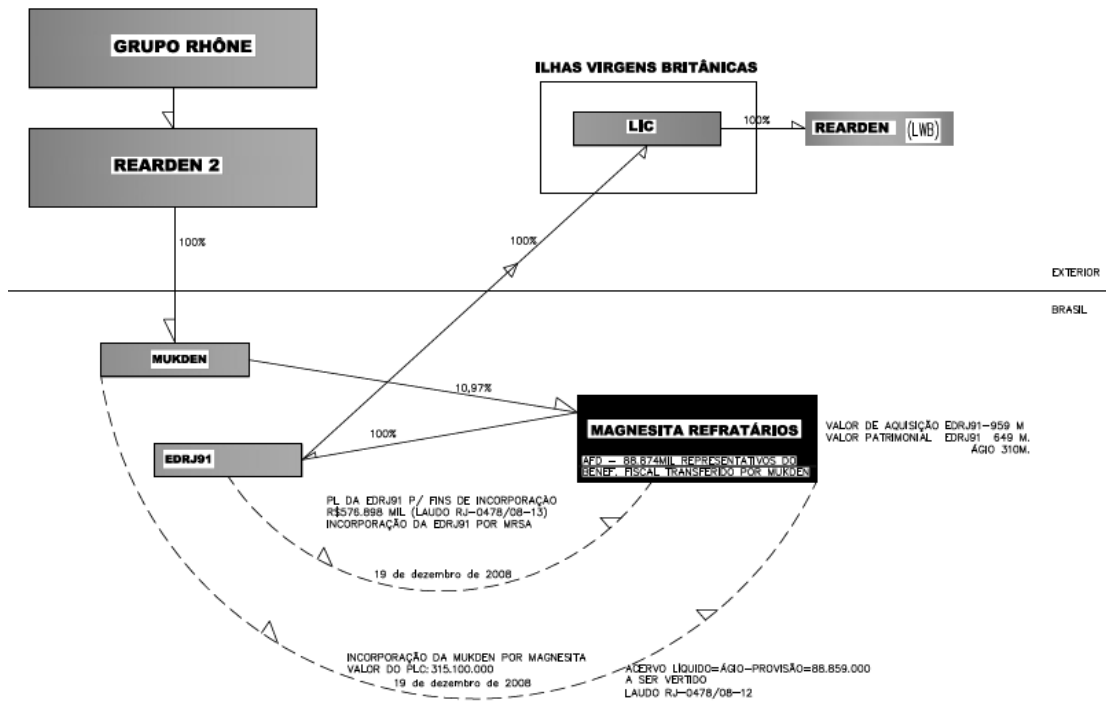 GRUPO RHÔNE
ILHAS VIRGENS BRITÂNICAS
LIC
100%
REARDEN (LWB)
REARDEN 2
100%
100%
EXTERIOR
BRASIL
MUKDEN
10,97%
MAGNESITA REFRATÁRIOS
AFD - 88.874MIL REPRESENTATIVOS DO
BENEF. FISCAL TRANSFERIDO POR MUKDEN
VALOR DE AQUISIÇÃO EDRJ91-959 M
VALOR PATRIMONIAL EDRJ91 649 M.
ÁGIO 310M.
100%
EDRJ91
PL DA EDRJ91 P/ FINS DE INCORPORAÇÃO
R$576.898 MIL (LAUDO RJ-0478/08-13)
INCORPORAÇÃO DA EDRJ91 POR MRSA
19 de dezembro de 2008
INCORPORAÇÃO DA MUKDEN POR MAGNESITA
VALOR DO PLC:315.100.000
19 de dezembro de 2008
ACERVO LÍQUIDO=ÁGIO-PROVISÃO=88.859.000
A SER VERTIDO
LAUDO RJ-0478/08-12